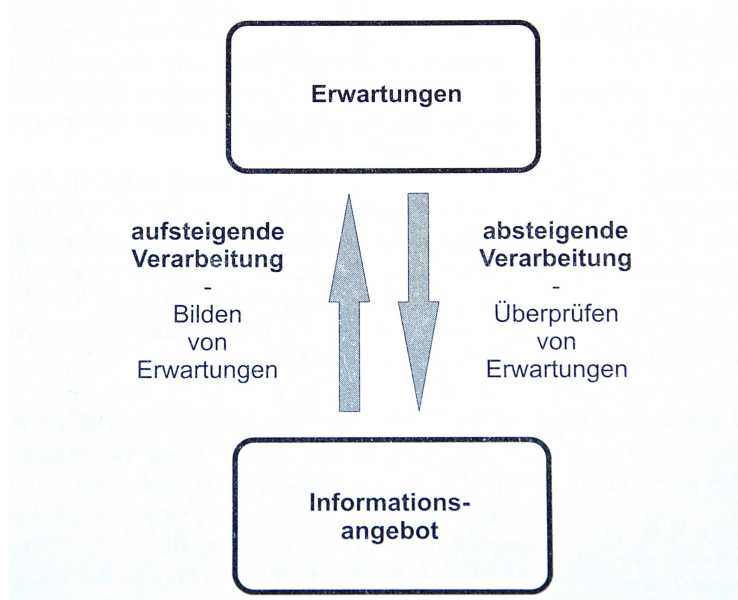 Erwartungen
aufsteigende
Verarbeitung
-
Bilden
von
Erwartungen
absteigende
Verarbeitung
-
Überprüfen
von
Erwartungen
Informations-
angebot